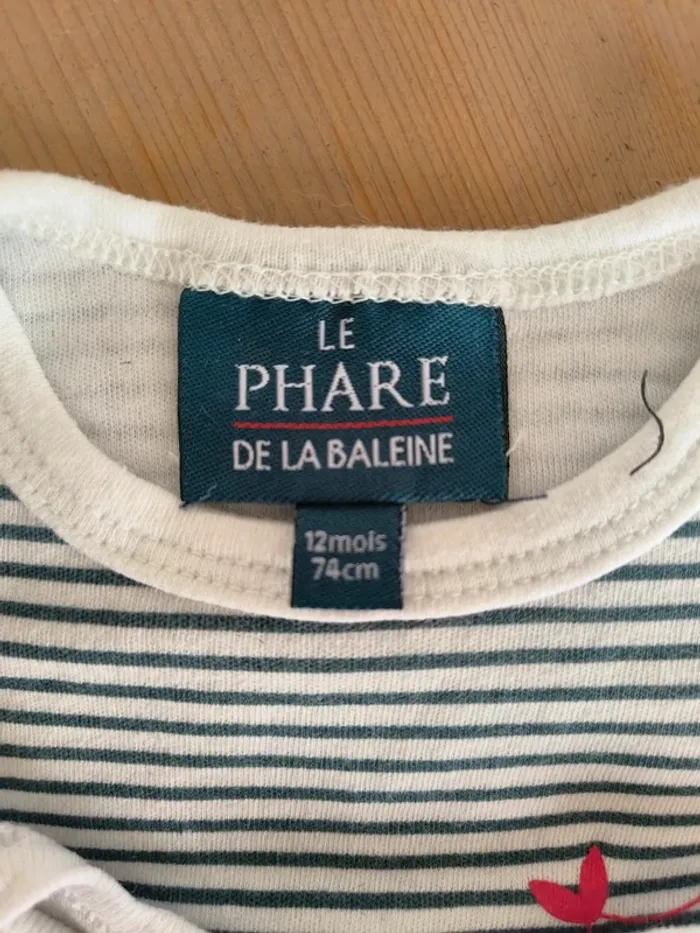 LE
PHARE
DE LA BALEINE
12mois
74cm